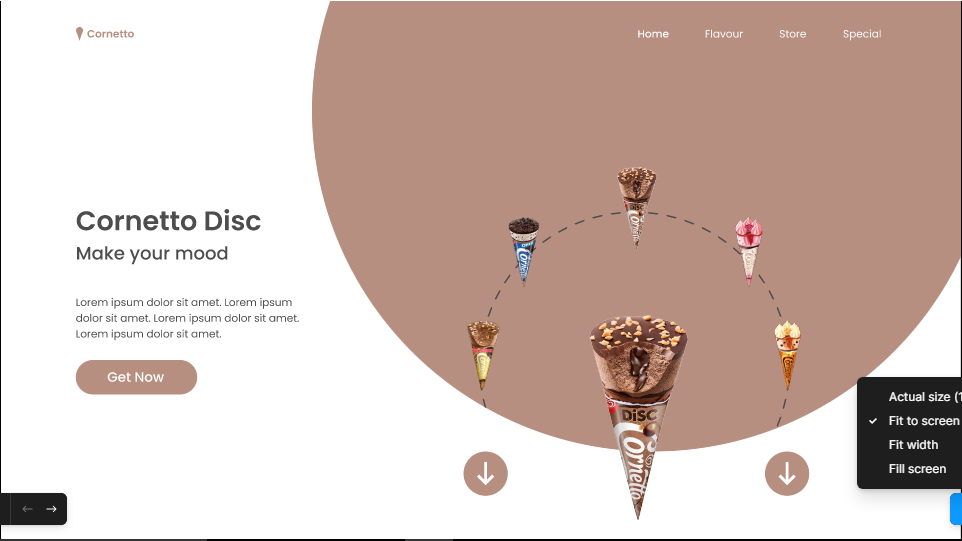 Cornetto
Home
Flavour
Store
Special
Cornetto Disc
Make your mood
Lorem ipsum dolor sit amet. Lorem ipsum
dolor sit amet. Lorem ipsum dolor sit amet.
Lorem ipsum dolor sit amet.
Get Now
DiSC
Cornetto
DiSC
Cornetto
Actual size (1
Fit to screen
Fit width
Fill screen